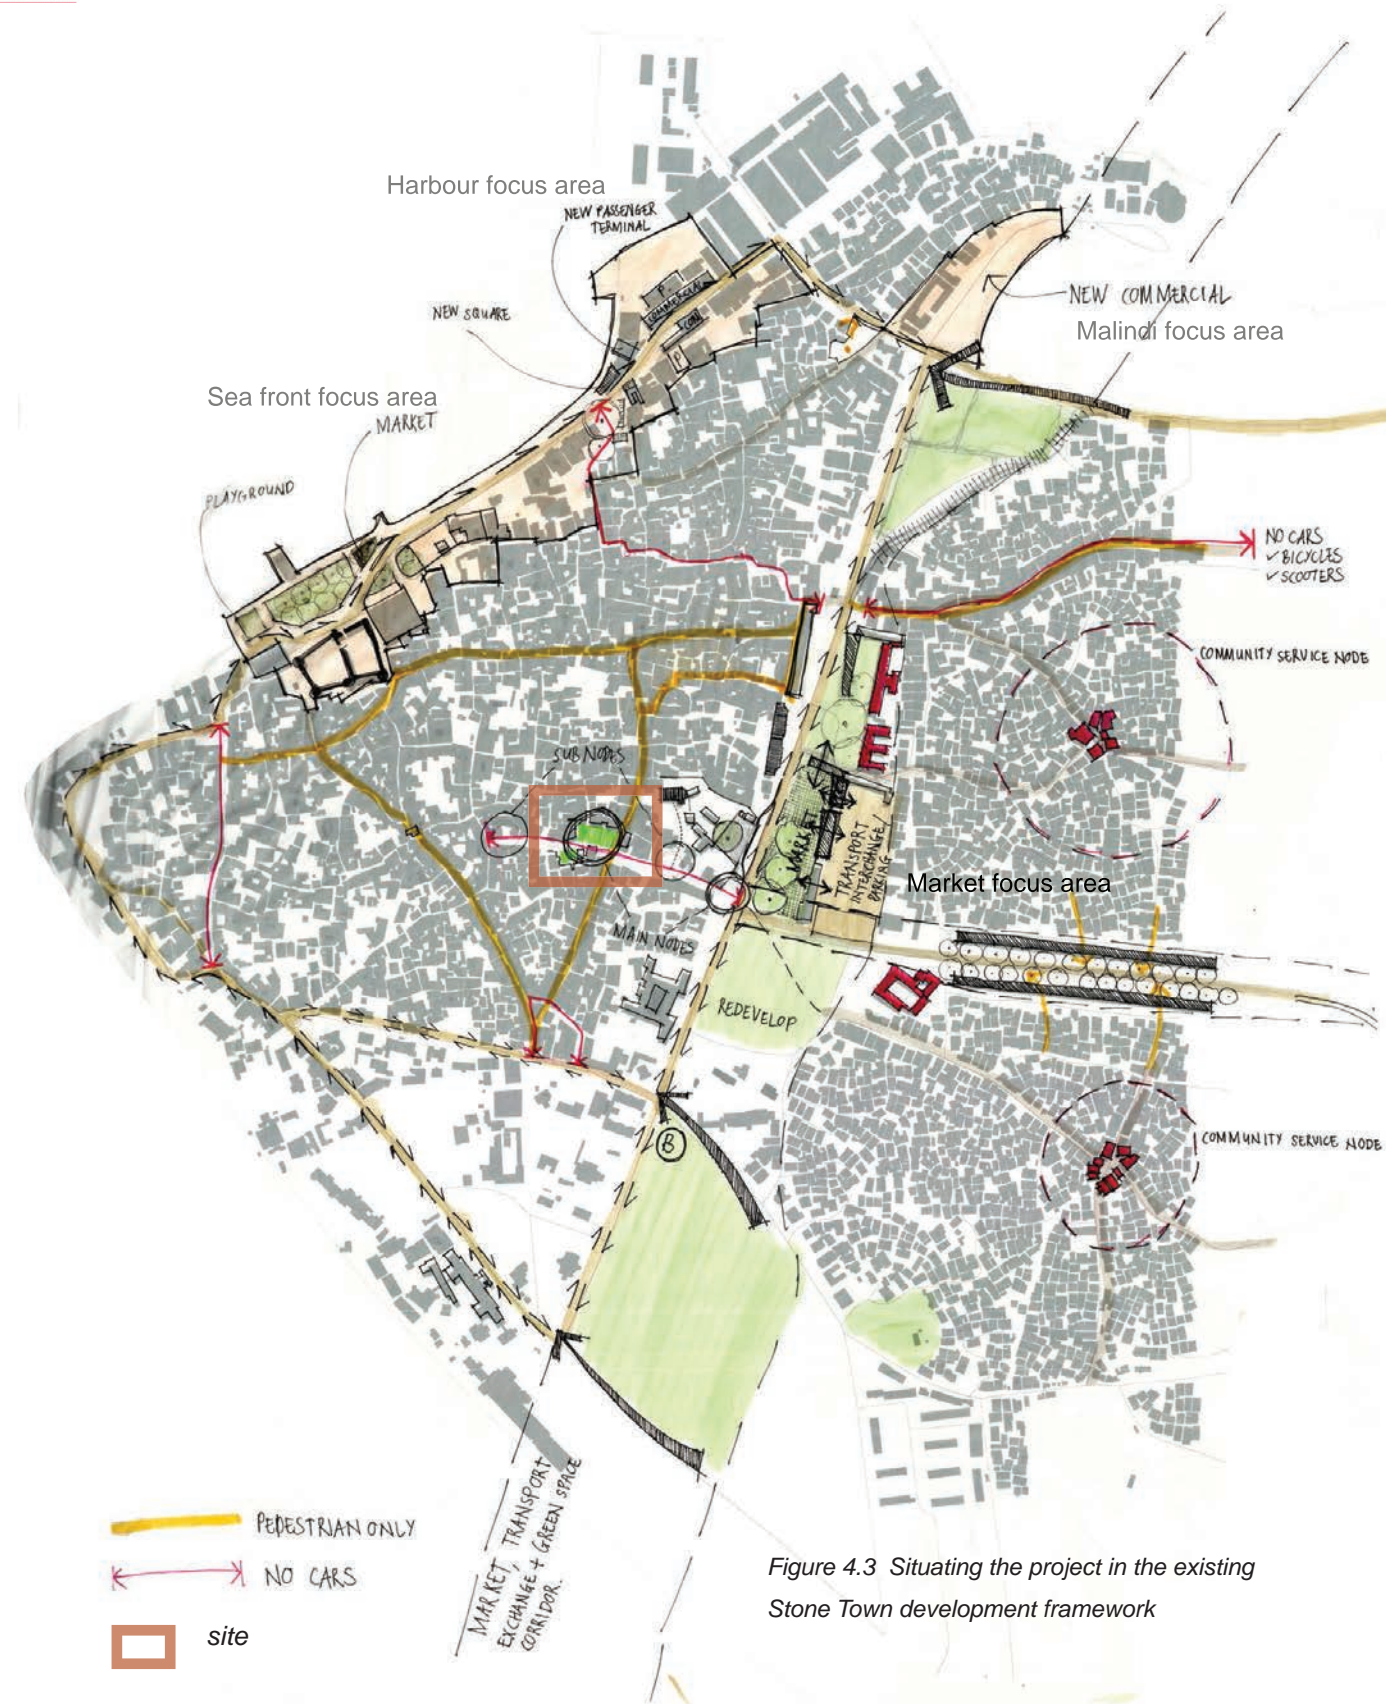 Harbour focus area
NEW PASSENGER
TERMINAL
P
COMMERCIAL
ICON
P
NEW SQUARE
NEW COMMERCIAL
Malindi focus area
Sea front focus area
MARKET
PLAYGROUND
NO CARS
✓ BICYCLES
✓ SCOOTERS
COMMUNITY SERVICE NODE
SUB NODES
MARKET
TRANSPORT
INTERCHANGE/
PARKING
Market focus area
MAIN NODES
REDEVELOP
B
COMMUNITY SERVICE NODE
MARKET, TRANSPORT
EXCHANGE + GREEN SPACE
CORRIDOR.
PEDESTRIAN ONLY
NO CARS
site
Figure 4.3 Situating the project in the existing
Stone Town development framework